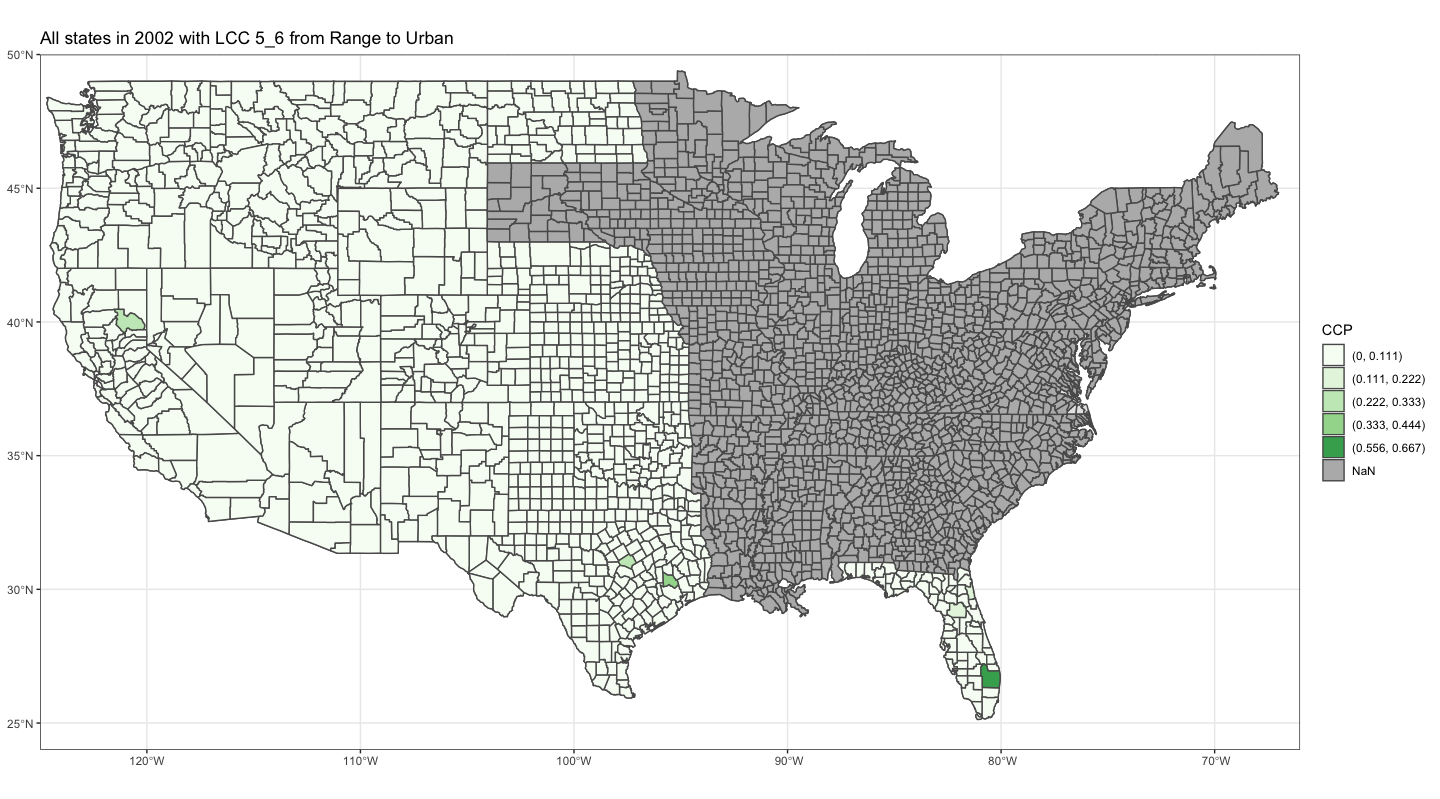 All states in 2002 with LCC 5_6 from Range to Urban
50°N
45°N
40°N
35°N
30°N
25°N
120°W
110°W
100°W
90°W
80°W
70°W
CCP
(0, 0.111)
(0.111, 0.222)
(0.222, 0.333)
(0.333, 0.444)
(0.556, 0.667)
NaN